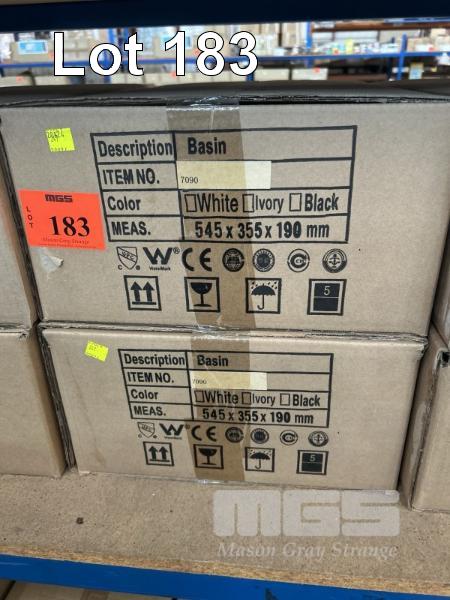 Lot 183
Description Basin
ITEM NO. 7090
Color White Ivory Black
MEAS. 545 x 355 x 190 mm
MGS
LOT
183
Mason Gray Strange
WaterMark
CE
5
Description Basin
ITEM NO. 7090
Color White Ivory Black
MEAS. 545 x 355 x 190 mm
CE
5
MGS
Mason Gray Strange